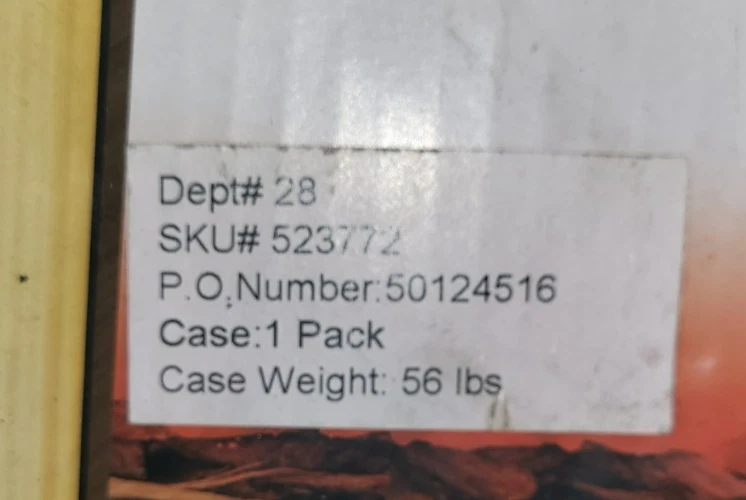 Dept# 28
SKU# 523772
P.O.Number:50124516
Case:1 Pack
Case Weight: 56 lbs